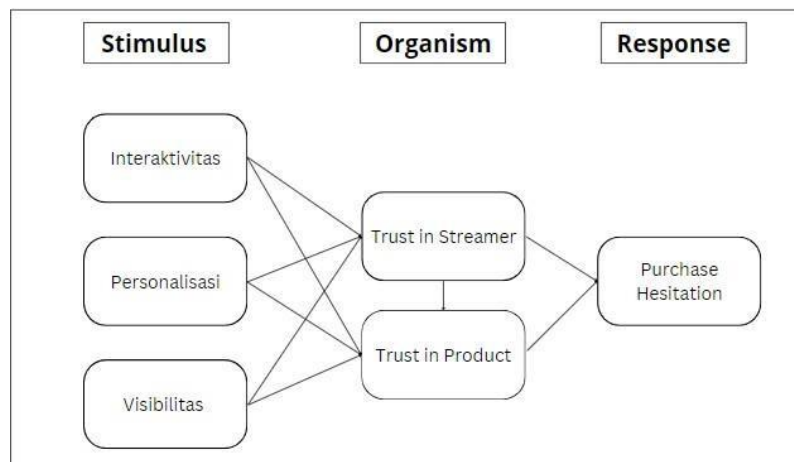 Stimulus
Organism
Response
Interaktivitas
Personalisasi
Visibilitas
Trust in Streamer
Trust in Product
Purchase
Hesitation